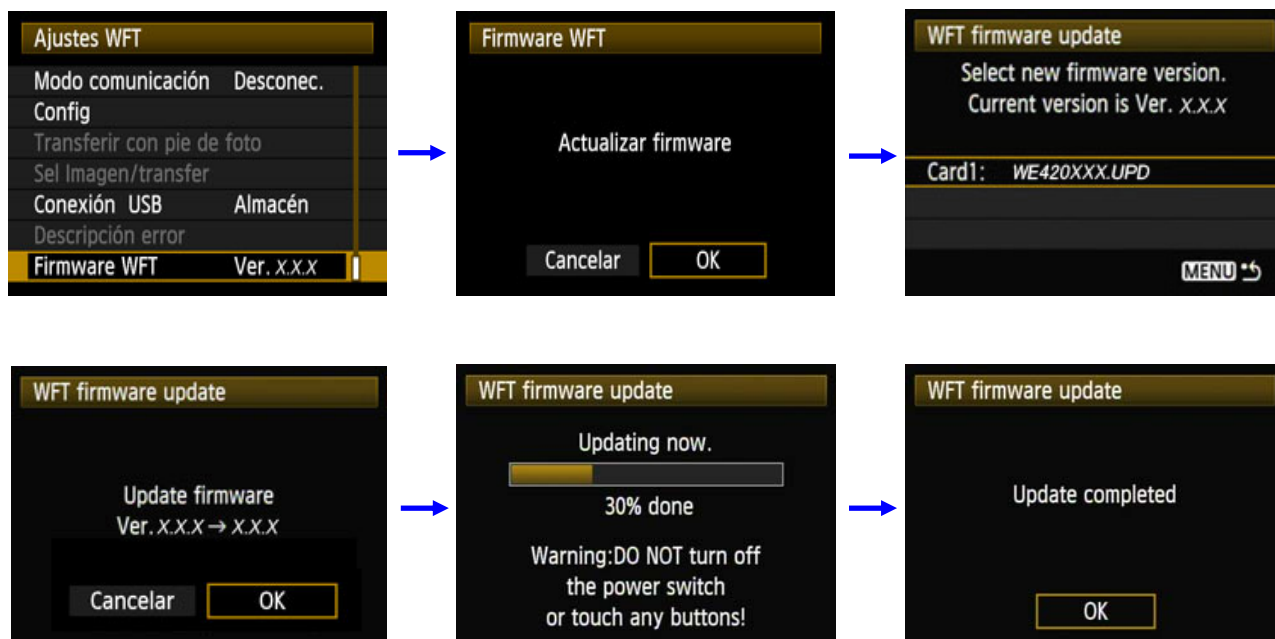 Ajustes WFT
Modo comunicación Desconec.
Config
Transferir con pie de foto
Sel Imagen/transfer
Conexión USB Almacén
Descripción error
Firmware WFT Ver. X.X.X
Firmware WFT
Actualizar firmware
Cancelar OK
WFT firmware update
Select new firmware version.
Current version is Ver. X.X.X
Card1: WE420XXX.UPD
MENU
WFT firmware update
Update firmware
Ver. X.X.X → X.X.X
Cancelar OK
WFT firmware update
Updating now.
30% done
Warning:DO NOT turn off
the power switch
or touch any buttons!
WFT firmware update
Update completed
OK